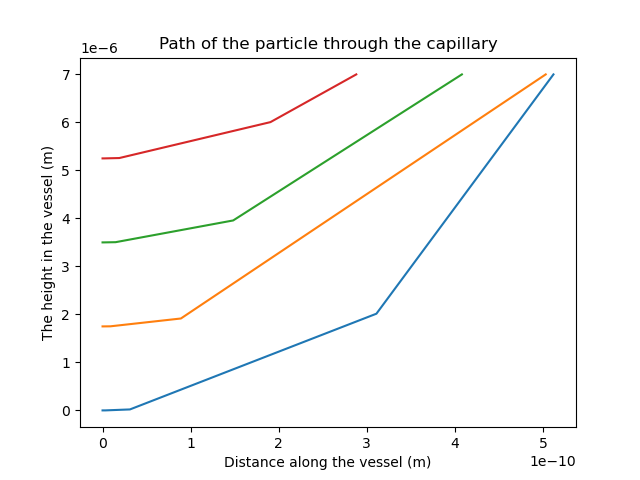 Path of the particle through the capillary
1e−6
7
6
5
4
3
2
1
0
The height in the vessel (m)
0 1 2 3 4 5
Distance along the vessel (m)
1e−10